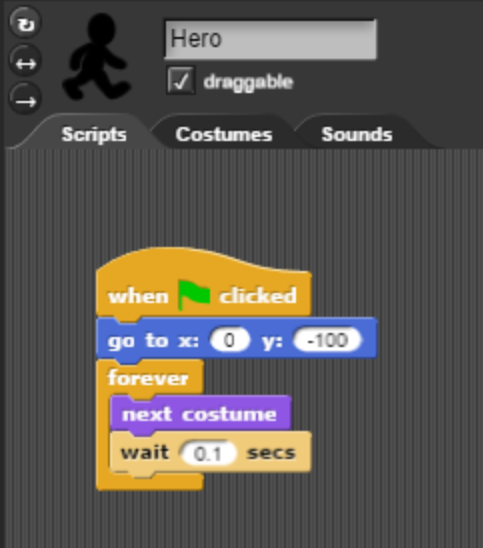 Hero
draggable
Scripts Costumes Sounds
when clicked
go to x: 0 y: -100
forever
next costume
wait 0.1 secs